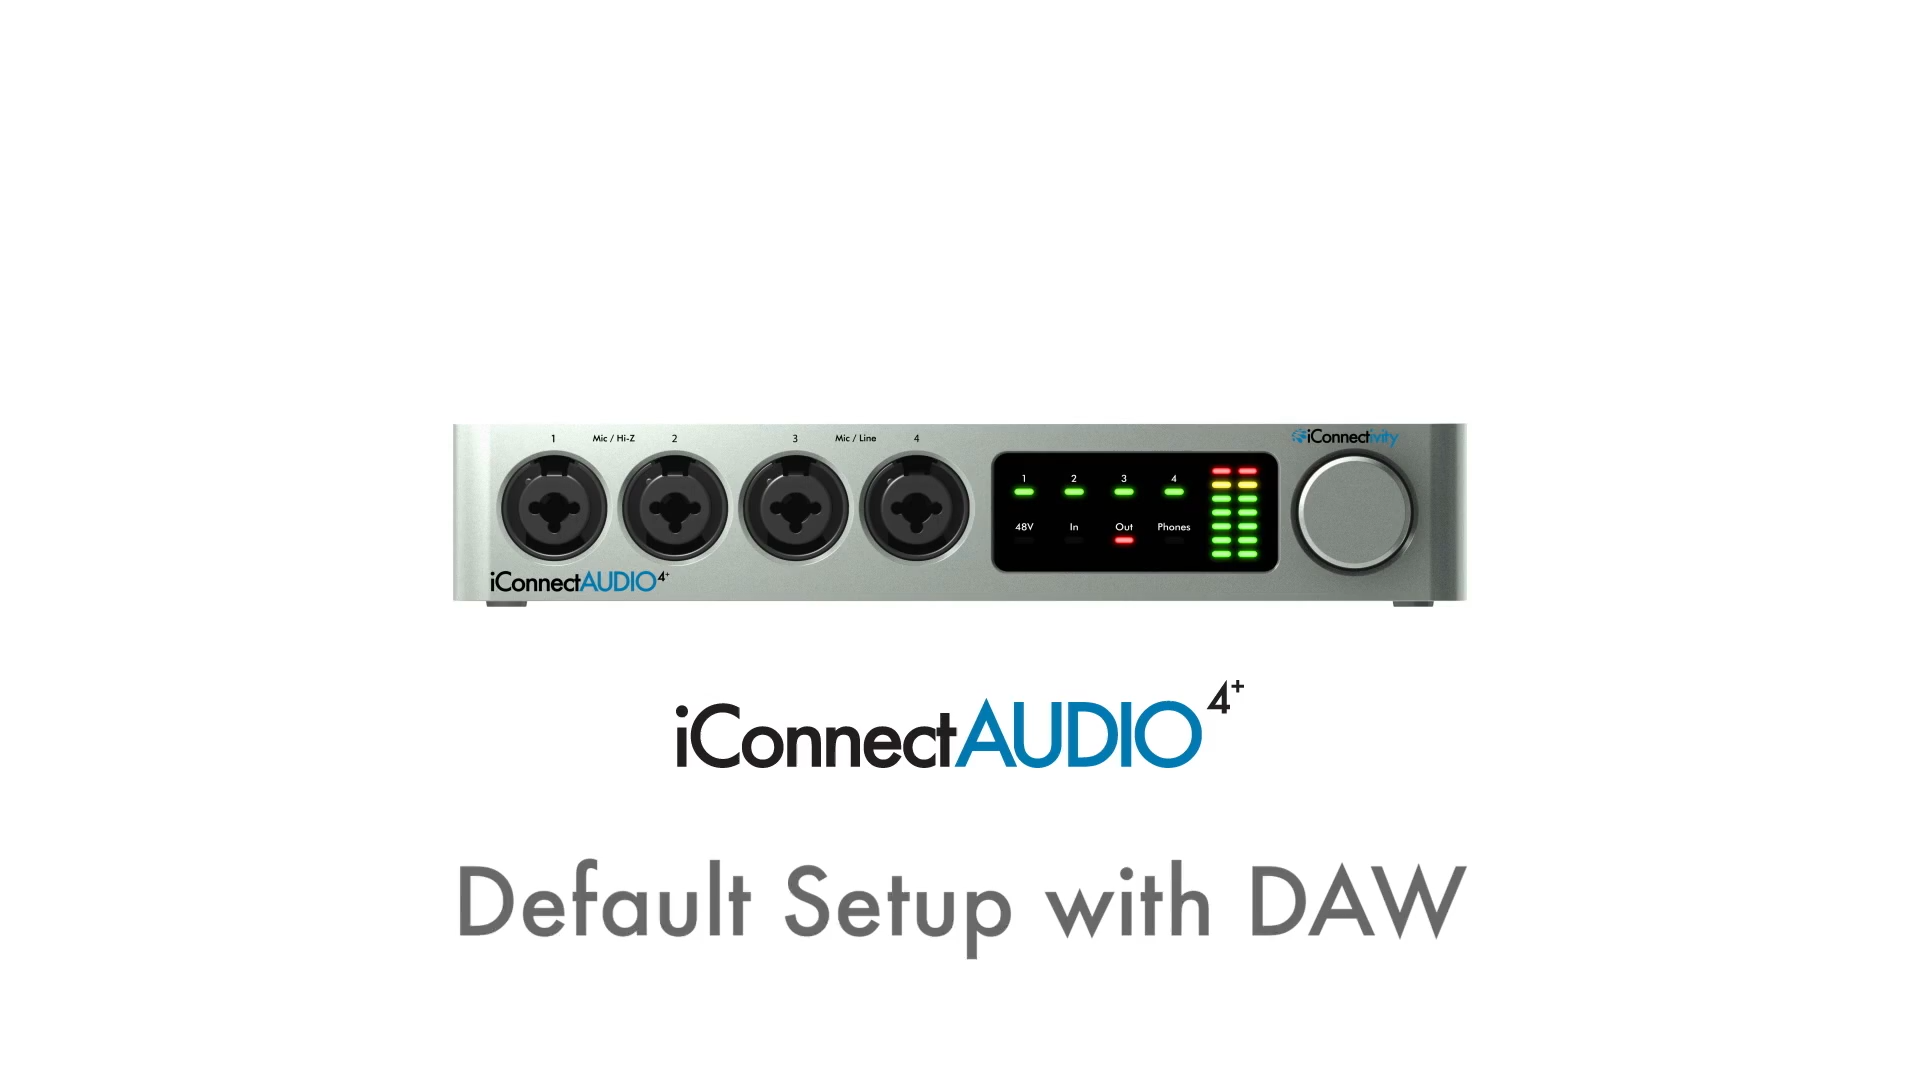 1 Mic / Hi-Z 2 3 Mic / Line 4
iConnectivity
1 2 3 4
48V In Out Phones
iConnectAUDIO4+
iConnectAUDIO4+
Default Setup with DAW